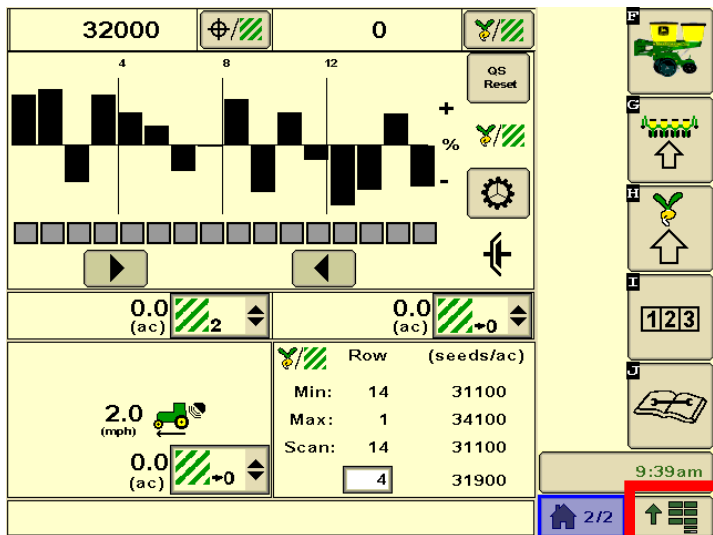 32000
0
4
8
12
QS
Reset
+
%
-
0.0
(ac)
2
0.0
(ac)
0
Row (seeds/ac)
Min: 14 31100
Max: 1 34100
Scan: 14 31100
4 31900
2.0
(mph)
0.0
(ac)
0
F
G
H
I
123
J
9:39am
2/2